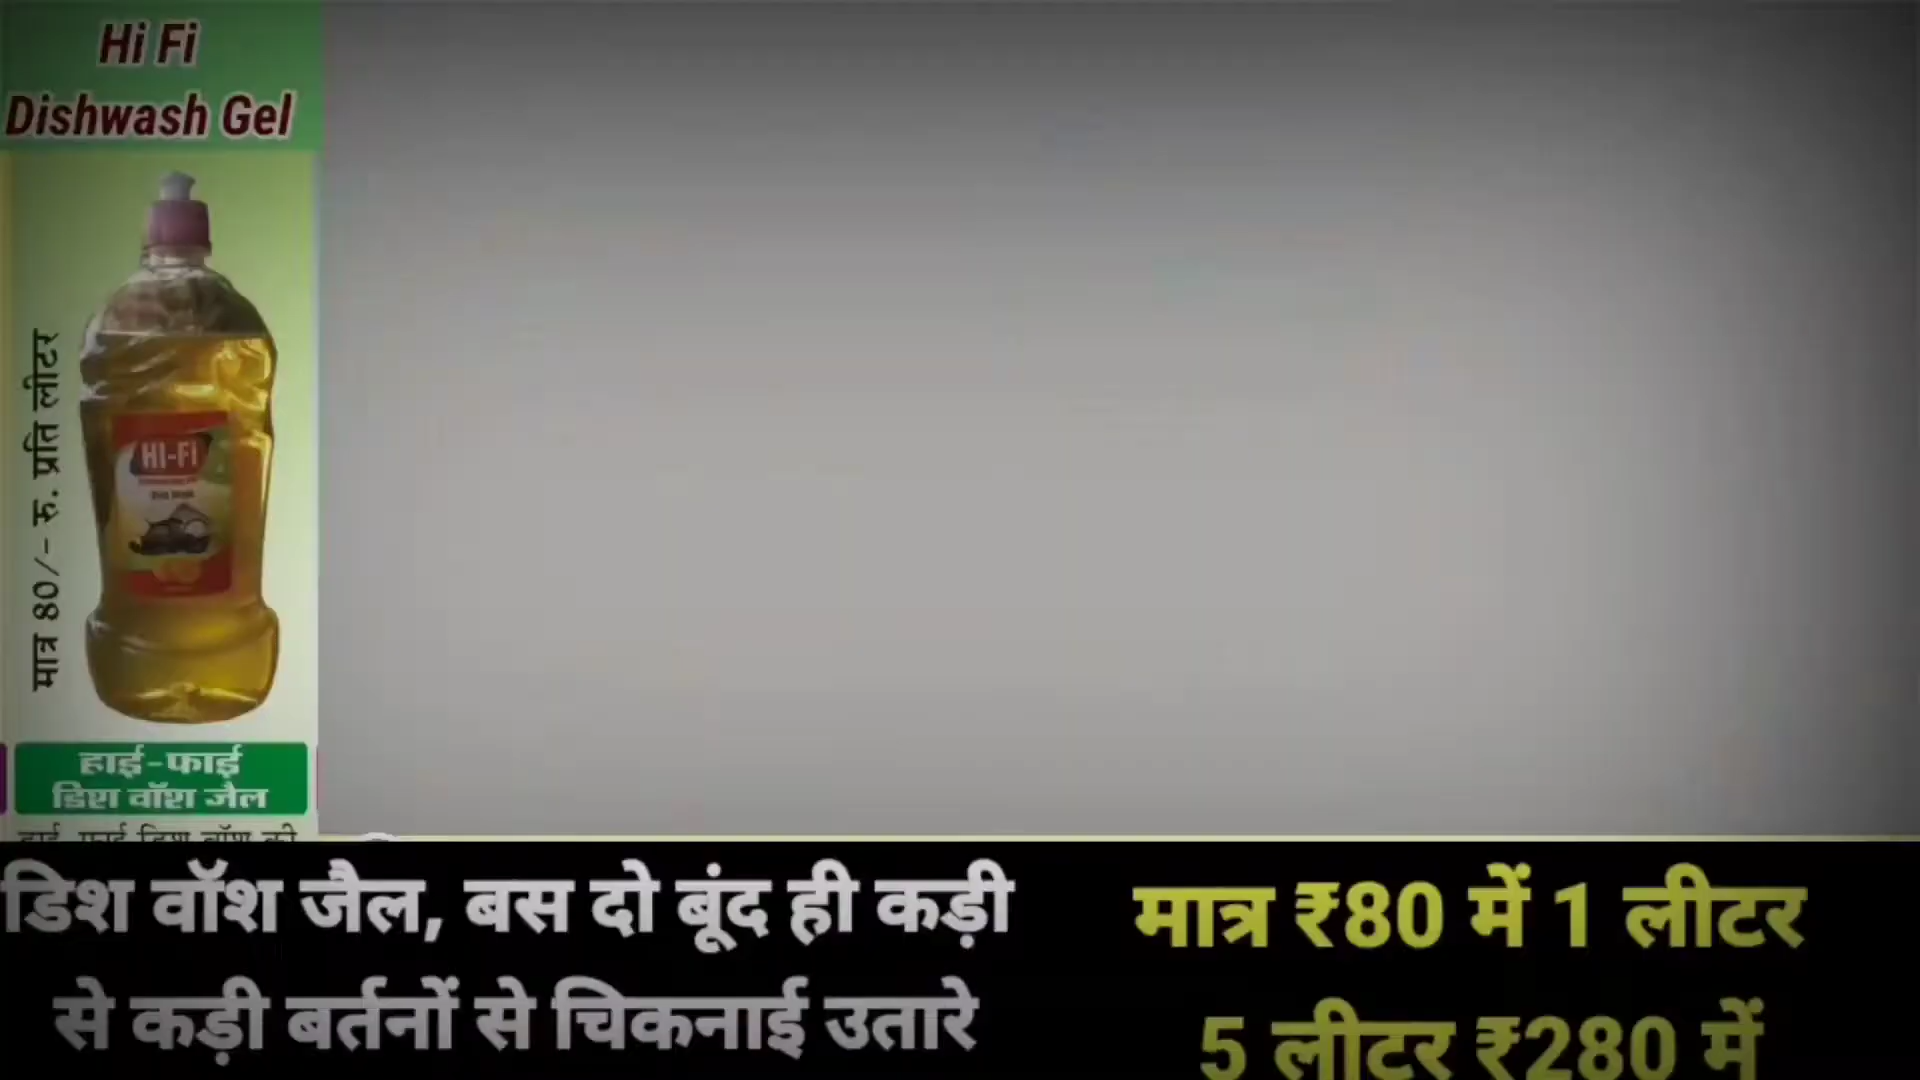 Hi Fi
Dishwash Gel
मात्र 80/- रु. प्रति लीटर
HI-Fi
हाई-फाई
डिश वॉश जैल
हाई-फाई डिश वॉश की
डिश वॉश जैल, बस दो बूंद ही कड़ी
से कड़ी बर्तनों से चिकनाई उतारे
मात्र ₹80 में 1 लीटर
5 लीटर ₹280 में